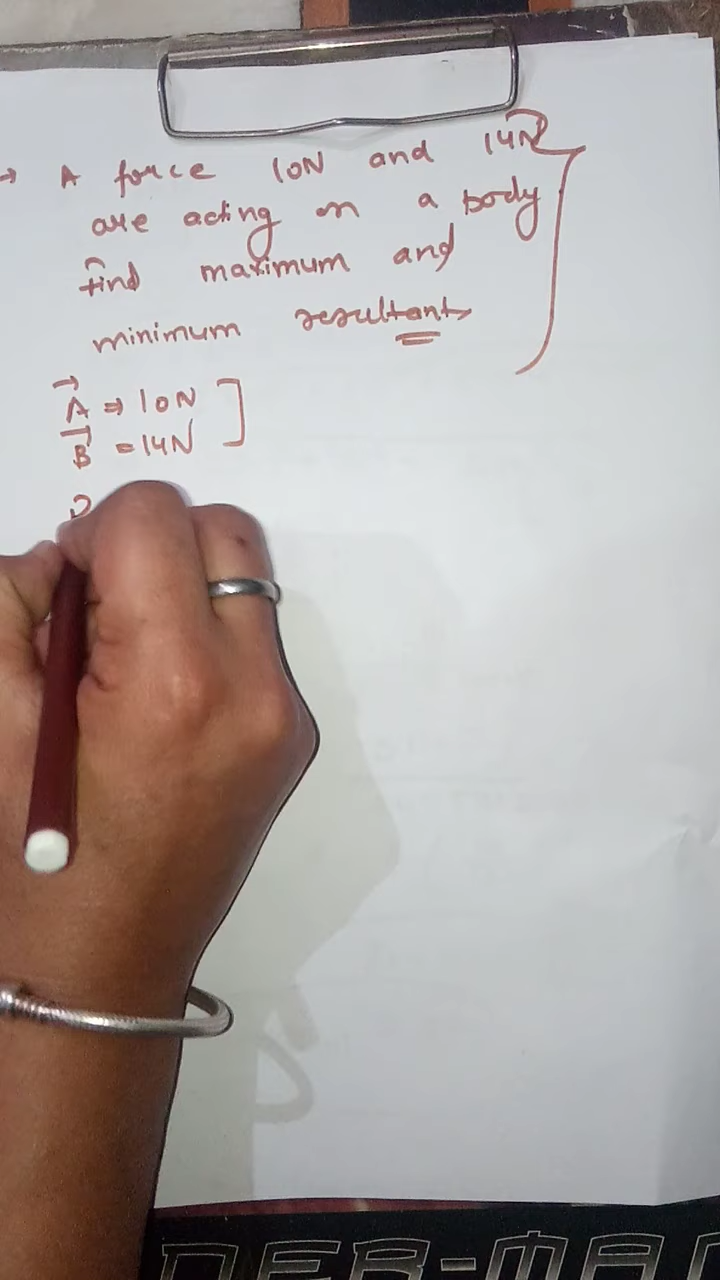 → A force 10N and 14N
are acting on a body
find maximum and
minimum resultant
A ⇒ 10N
B = 14N